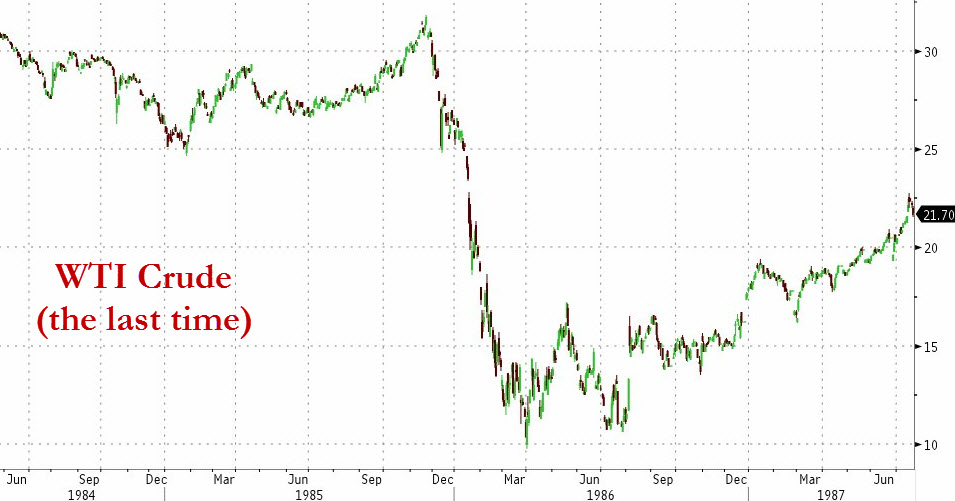 30
25
21.70
20
WTI Crude
(the last time)
15
10
Jun Sep Dec Mar Jun Sep Dec Mar Jun Sep Dec Mar Jun
1984 1985 1986 1987